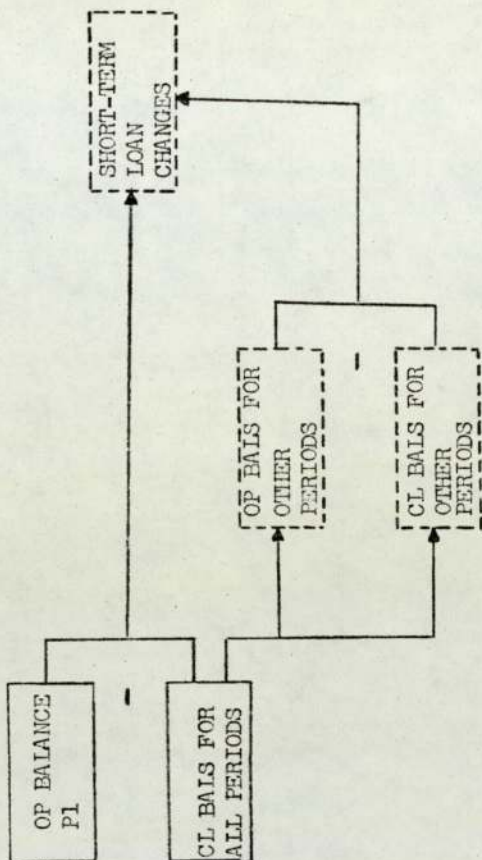 SHORT-TERM
LOAN
CHANGES
OP BALS FOR
OTHER
PERIODS
CL BALS FOR
OTHER
PERIODS
OP BALANCE
P1
CL BALS FOR
ALL PERIODS